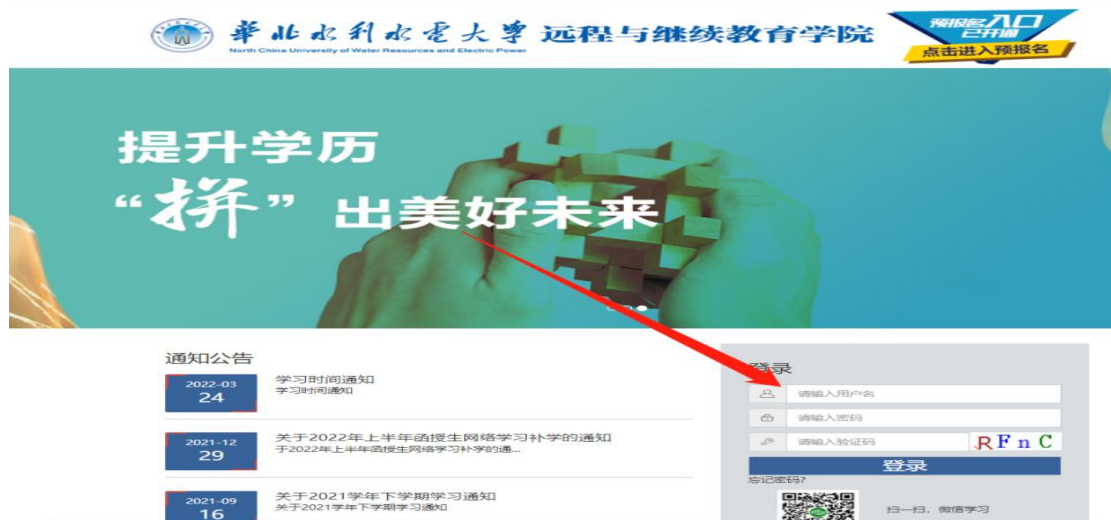 华北水利水电大学 远程与继续教育学院
North China University of Water Resources and Electric Power
预报名入口
已开通
点击进入预报名
提升学历
“拼”出美好未来
通知公告
2022-03
24
学习时间通知
学习时间通知
2021-12
29
关于2022年上半年函授生网络学习补学的通知
于2022年上半年函授生网络学习补学的通...
2021-09
16
关于2021学年下学期学习通知
关于2021学年下学期学习通知
登录
请输入用户名
请输入密码
请输入验证码
RFnC
登录
忘记密码?
扫一扫，微信学习